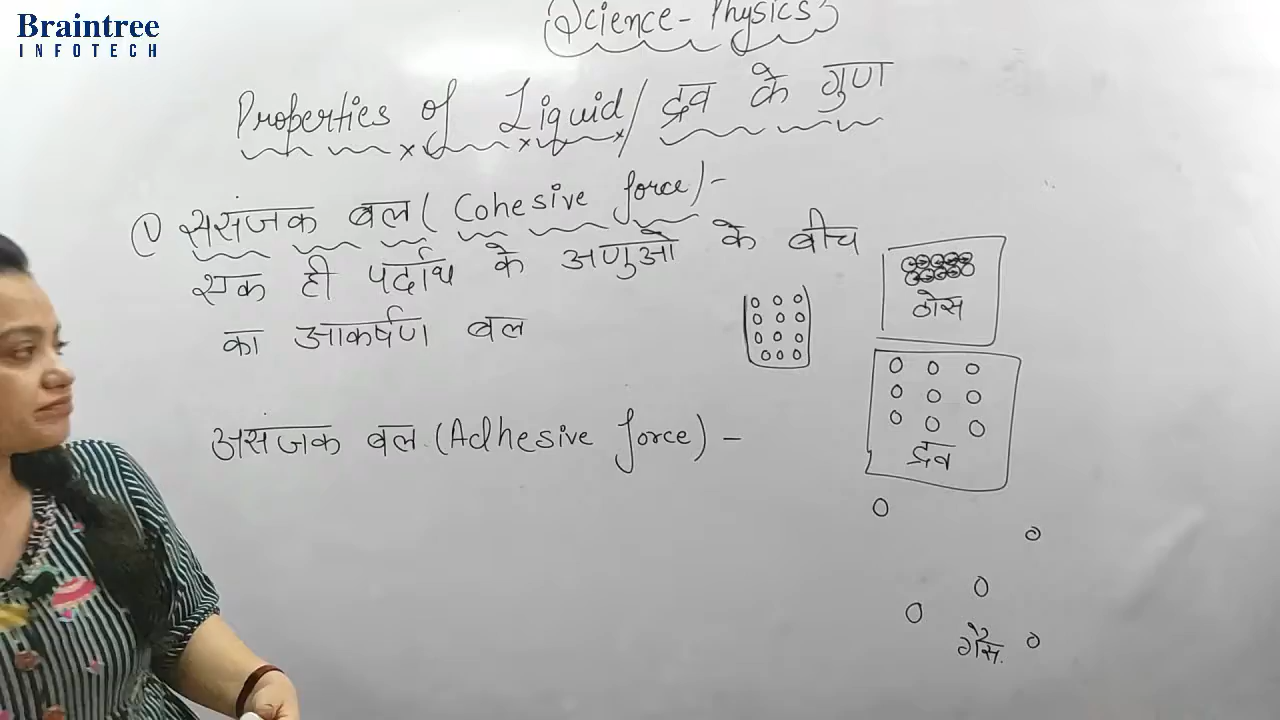 Braintree
INFOTECH
Science - Physics
Properties of Liquid/ द्रव के गुण
① ससंजक बल ( Cohesive force) -
एक ही पर्दाथ के अणुओ के बीच
का आकर्षण बल
ठोस
द्रव
असंजक बल. (Adhesive force) -
गैस.